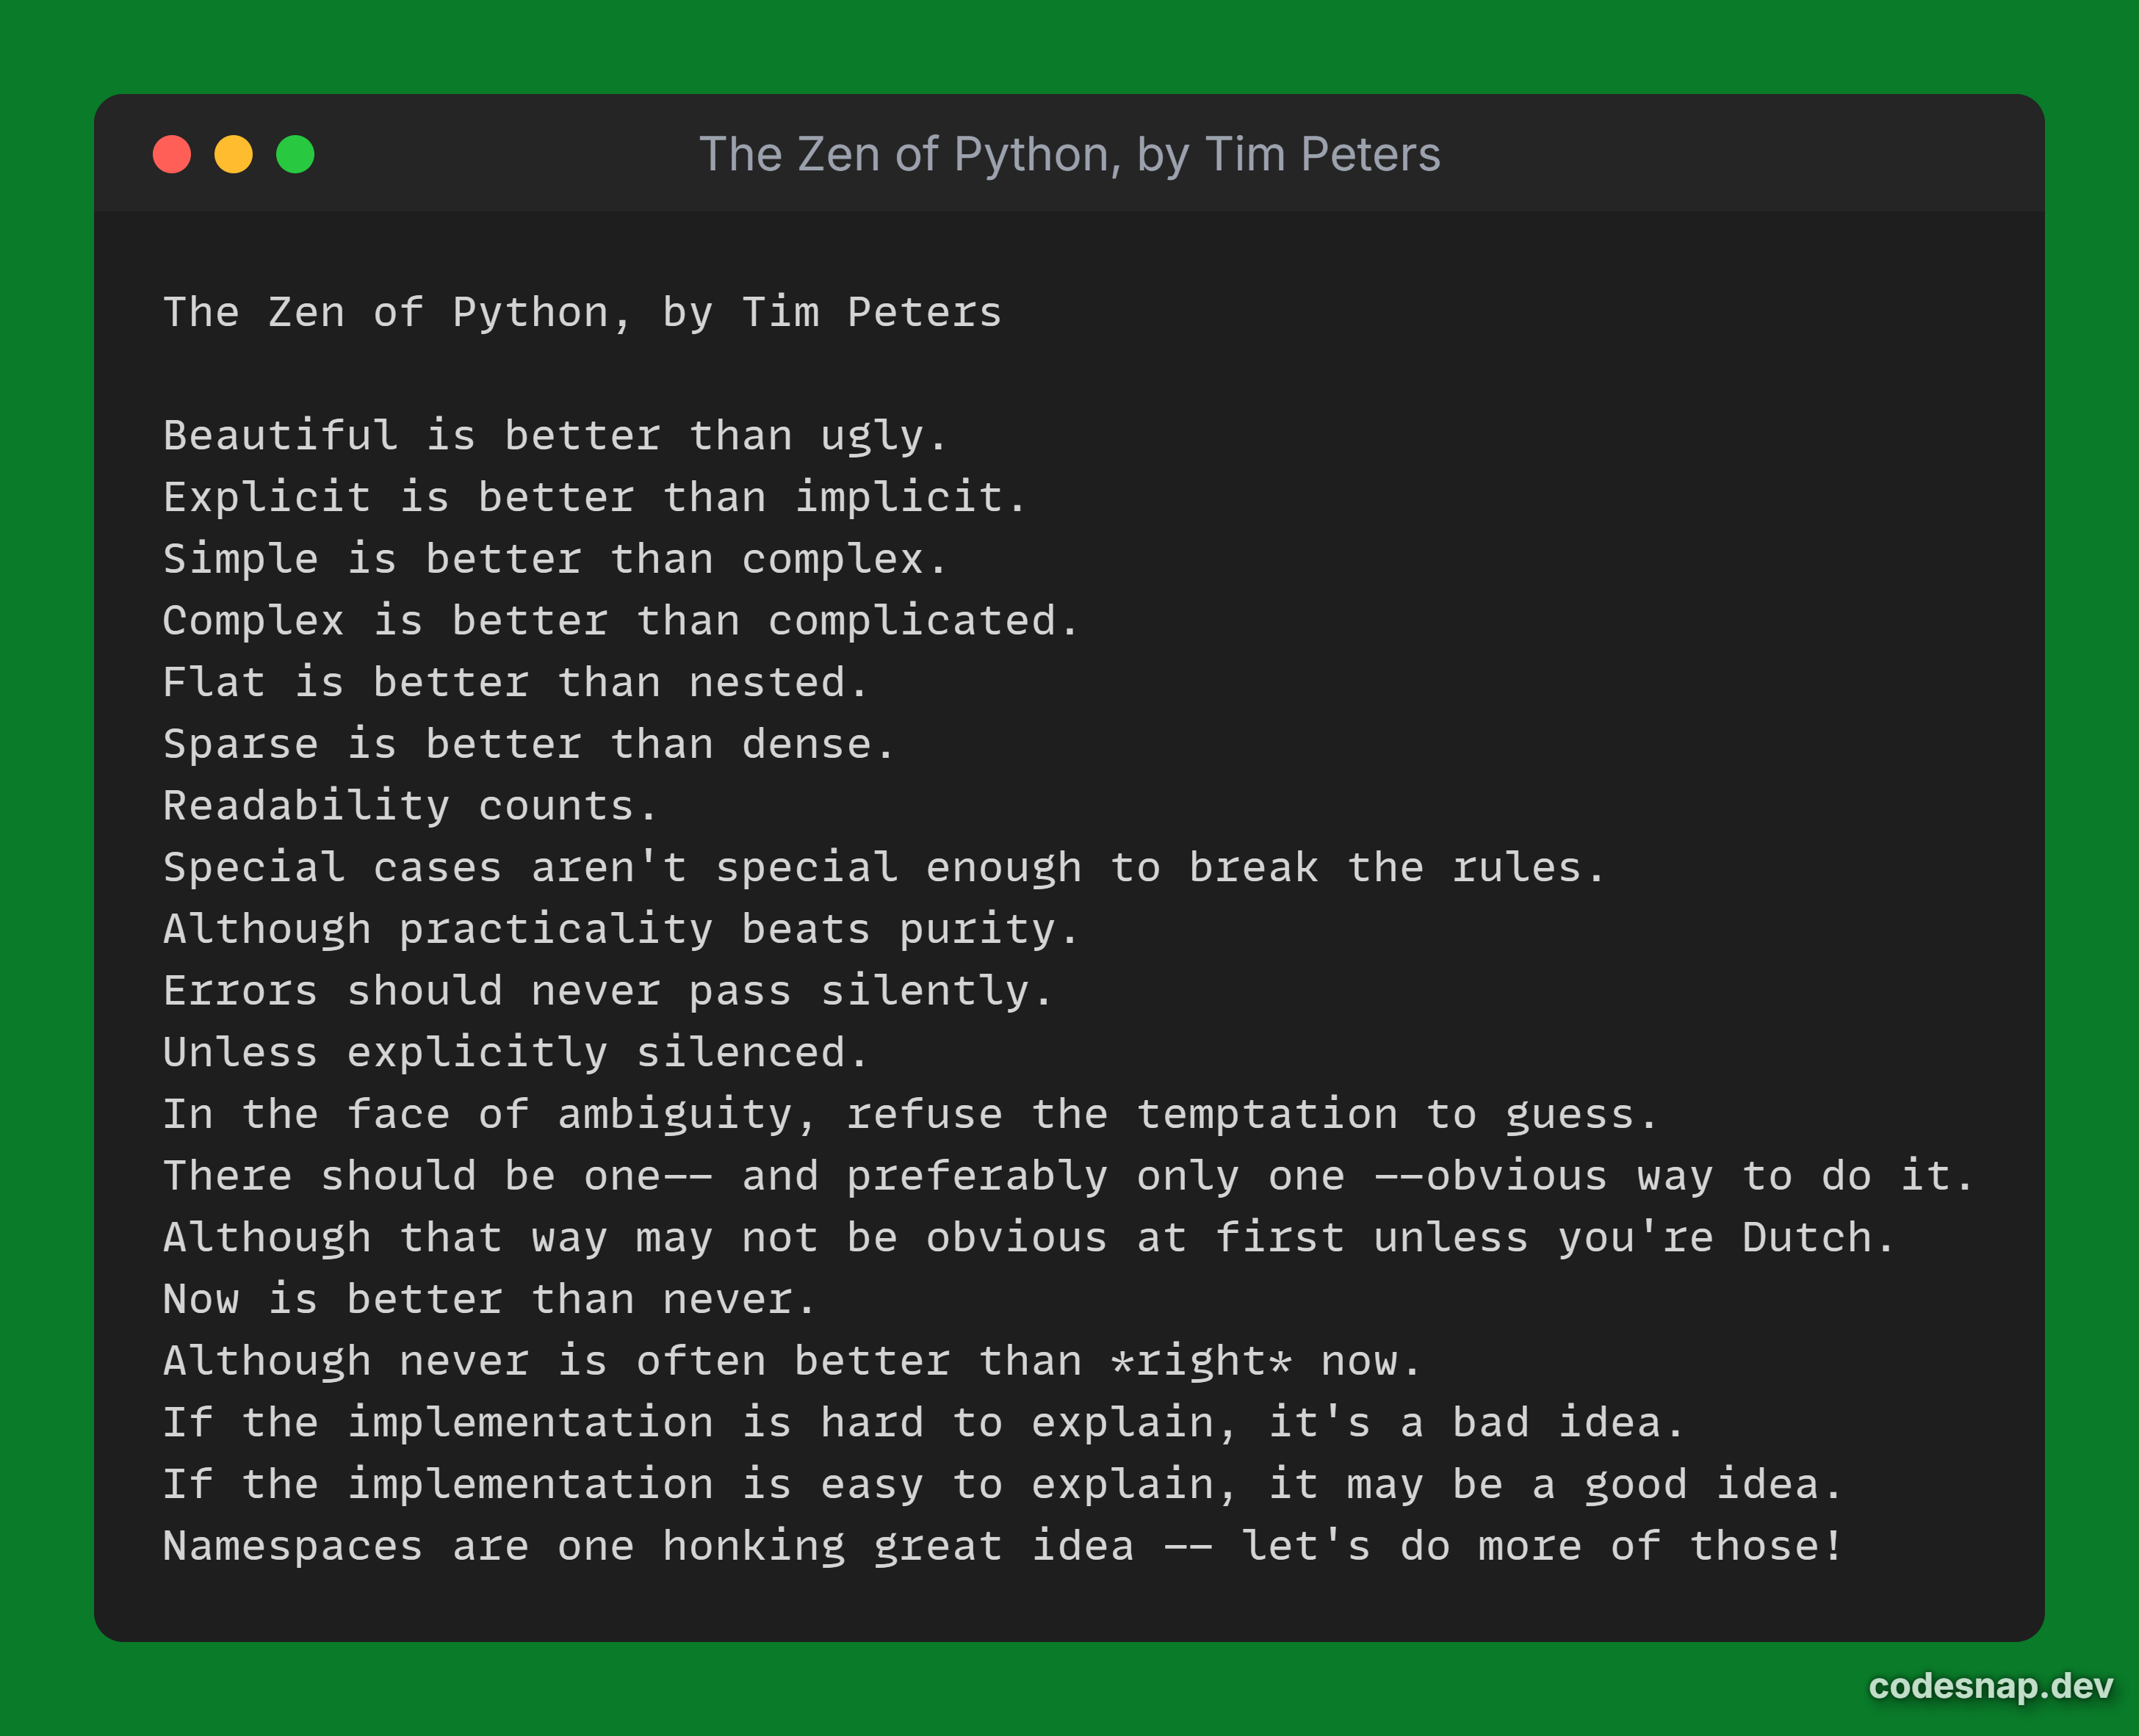 The Zen of Python, by Tim Peters
The Zen of Python, by Tim Peters
Beautiful is better than ugly.
Explicit is better than implicit.
Simple is better than complex.
Complex is better than complicated.
Flat is better than nested.
Sparse is better than dense.
Readability counts.
Special cases aren't special enough to break the rules.
Although practicality beats purity.
Errors should never pass silently.
Unless explicitly silenced.
In the face of ambiguity, refuse the temptation to guess.
There should be one-- and preferably only one --obvious way to do it.
Although that way may not be obvious at first unless you're Dutch.
Now is better than never.
Although never is often better than *right* now.
If the implementation is hard to explain, it's a bad idea.
If the implementation is easy to explain, it may be a good idea.
Namespaces are one honking great idea -- let's do more of those!
codesnap.dev